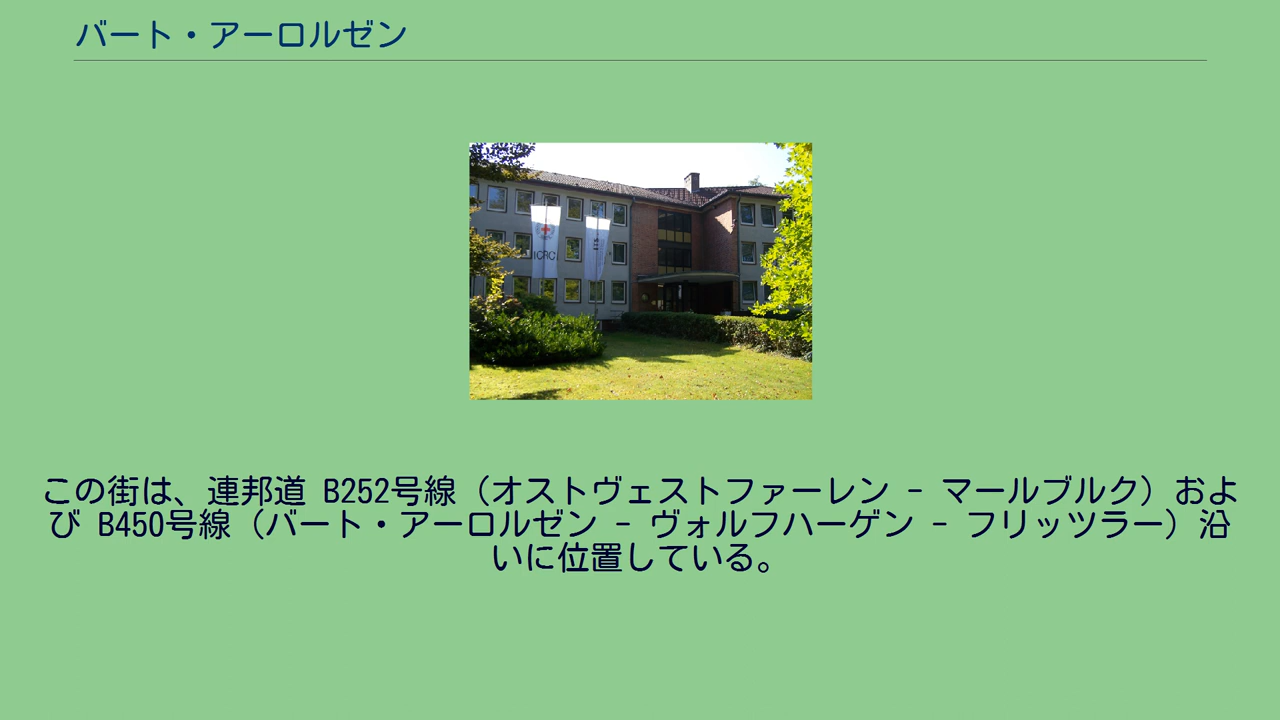 バート・アーロルゼン
ICRC
ITS
この街は、連邦道 B252号線（オストヴェストファーレン - マールブルク）およ
び B450号線（バート・アーロルゼン - ヴォルフハーゲン - フリッツラー）沿
いに位置している。